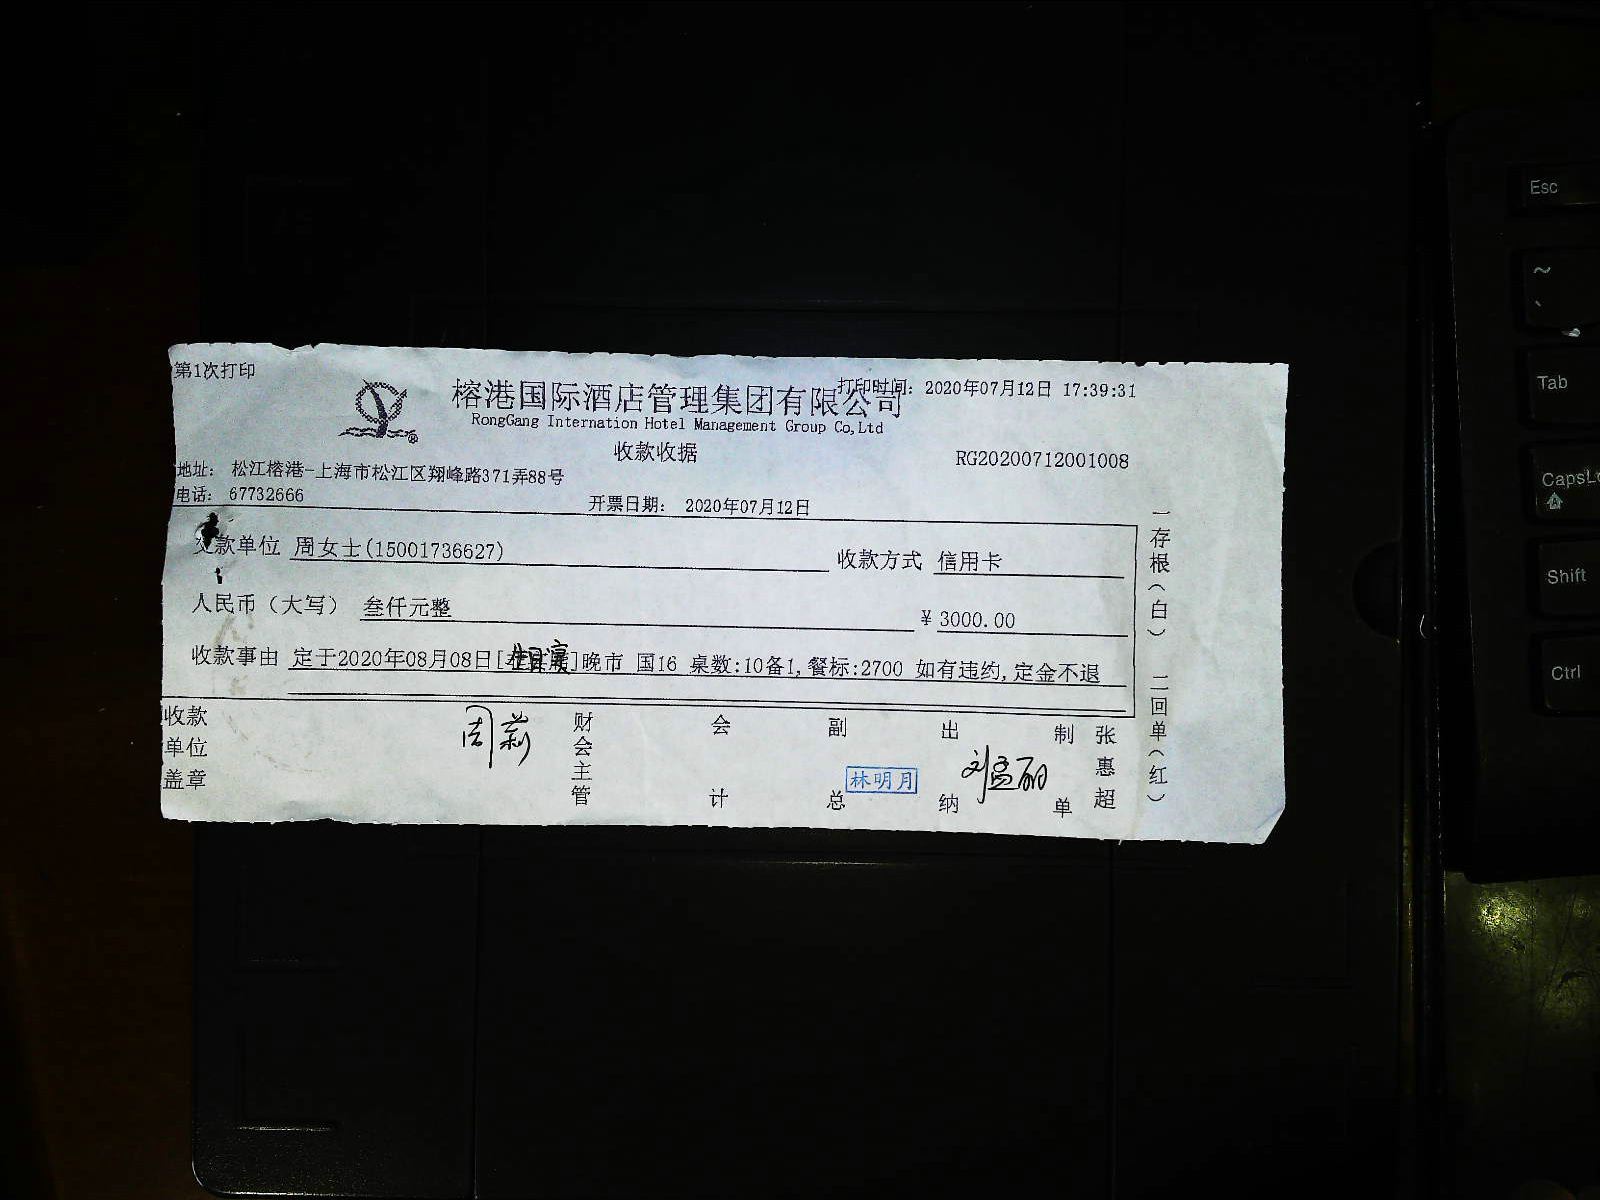 第1次打印
榕港国际酒店管理集团有限公司
打印时间: 2020年07月12日 17:39:31
RongGang Internation Hotel Management Group Co,Ltd
收款收据
RG20200712001008
地址: 松江榕港-上海市松江区翔峰路371弄88号
电话: 67732666
开票日期: 2020年07月12日
交款单位 周女士(15001736627) 收款方式 信用卡
人民币(大写) 叁仟元整 ¥ 3000.00
收款事由 定于2020年08月08日[ ]晚市 国16 桌数:10备1,餐标:2700 如有违约,定金不退
收款单位盖章 周莉 财会主管 会计 副总 林明月 出纳 制单 张惠超
一存根(白) 二回单(红)
Esc
~
Tab
CapsLo
Shift
Ctrl